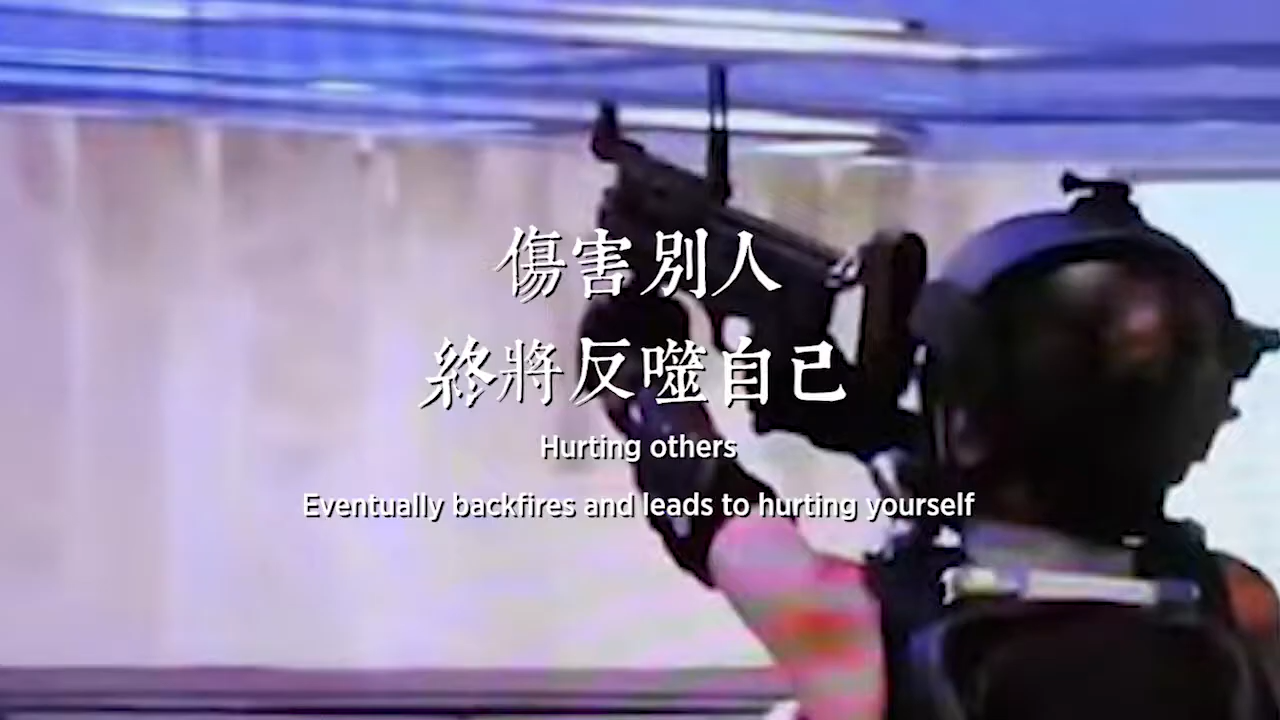 傷害別人
終將反噬自己
Hurting others
Eventually backfires and leads to hurting yourself